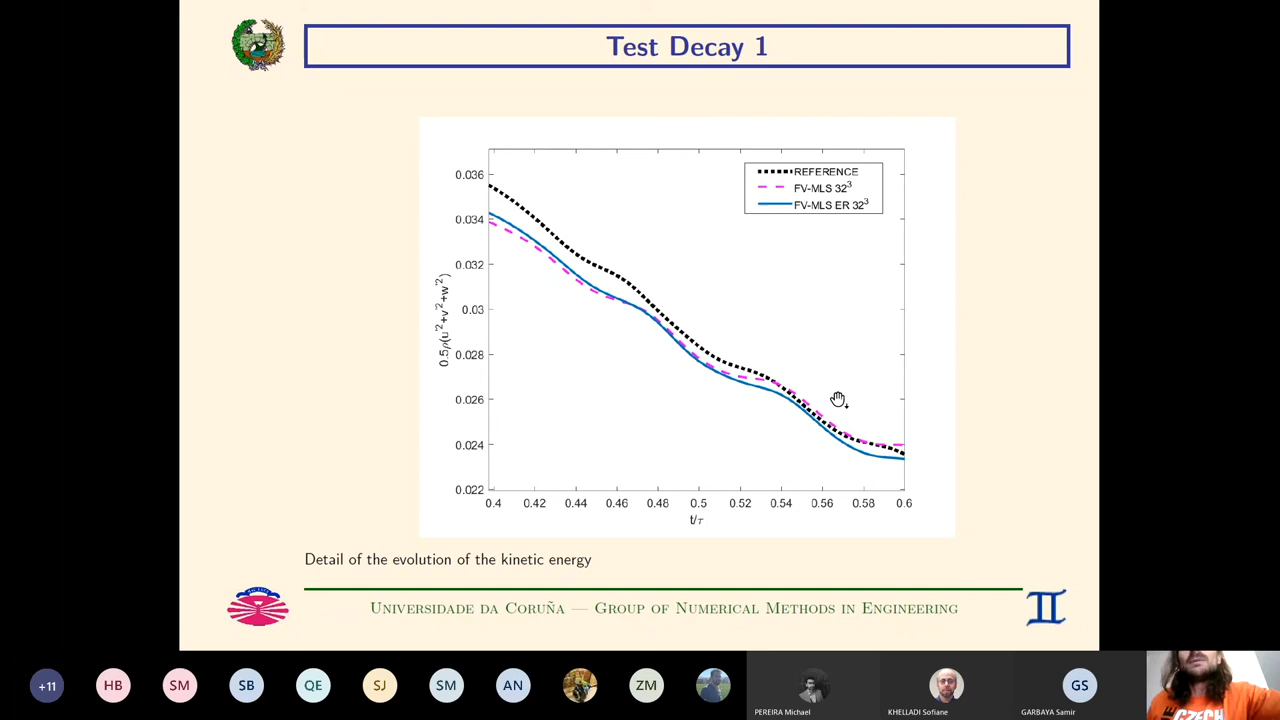 Test Decay 1
REFERENCE
FV-MLS 32³
FV-MLS ER 32³
0.036
0.034
0.032
0.03
0.028
0.026
0.024
0.022
0.5ρ(u'²+v'²+w'²)
0.4 0.42 0.44 0.46 0.48 0.5 0.52 0.54 0.56 0.58 0.6
t/τ
Detail of the evolution of the kinetic energy
Universidade da Coruña — Group of Numerical Methods in Engineering
+11 HB SM SB QE SJ SM AN ZM GS
PEREIRA Michael KHELLADI Sofiane GARBAYA Samir
CZECH